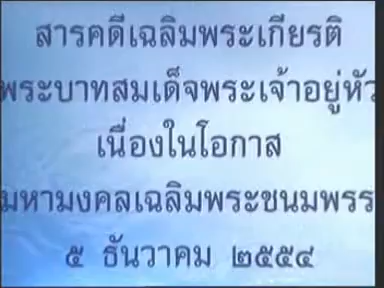 สารคดีเฉลิมพระเกียรติ
พระบาทสมเด็จพระเจ้าอยู่หัว
เนื่องในโอกาส
มหามงคลเฉลิมพระชนมพรร
๕ ธันวาคม ๒๕๕๔